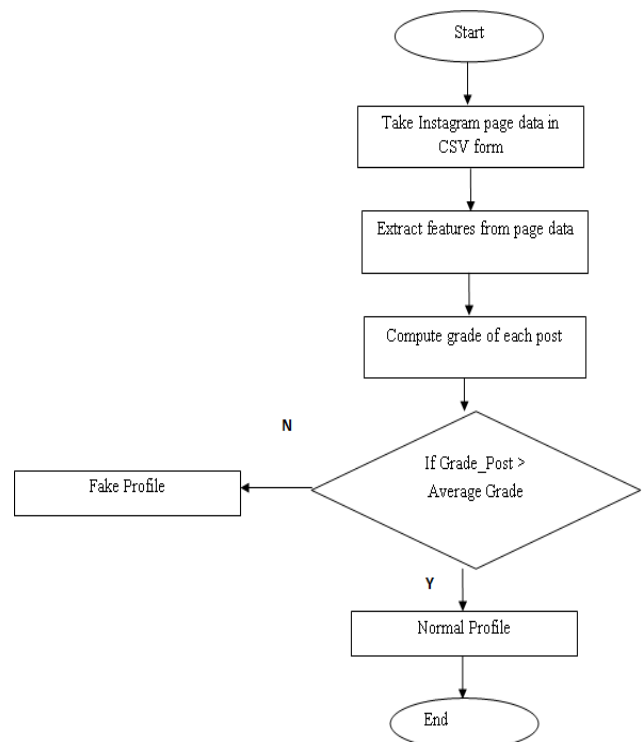 Start
Take Instagram page data in
CSV form
Extract features from page data
Compute grade of each post
N
If Grade_Post >
Average Grade
Fake Profile
Y
Normal Profile
End